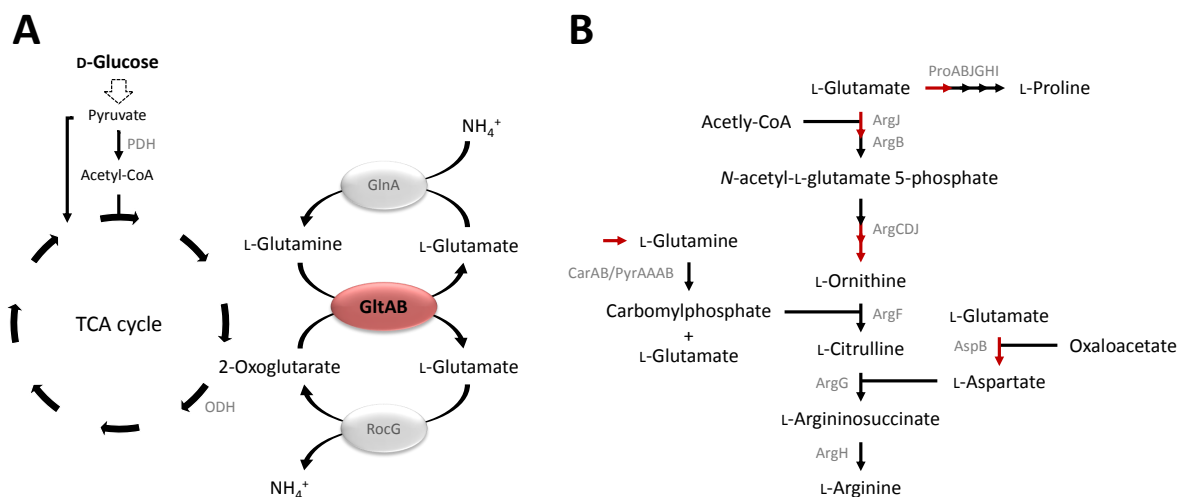 A
D-Glucose
Pyruvate
PDH
Acetyl-CoA
TCA cycle
ODH
NH4+
GlnA
L-Glutamine
L-Glutamate
GltAB
2-Oxoglutarate
L-Glutamate
RocG
NH4+
B
ProABJGHI
L-Glutamate
L-Proline
Acetly-CoA
ArgJ
ArgB
N-acetyl-L-glutamate 5-phosphate
ArgCDJ
L-Glutamine
CarAB/PyrAAAB
L-Ornithine
Carbomylphosphate
+
L-Glutamate
ArgF
L-Glutamate
L-Citrulline
AspB
Oxaloacetate
ArgG
L-Aspartate
L-Argininosuccinate
ArgH
L-Arginine